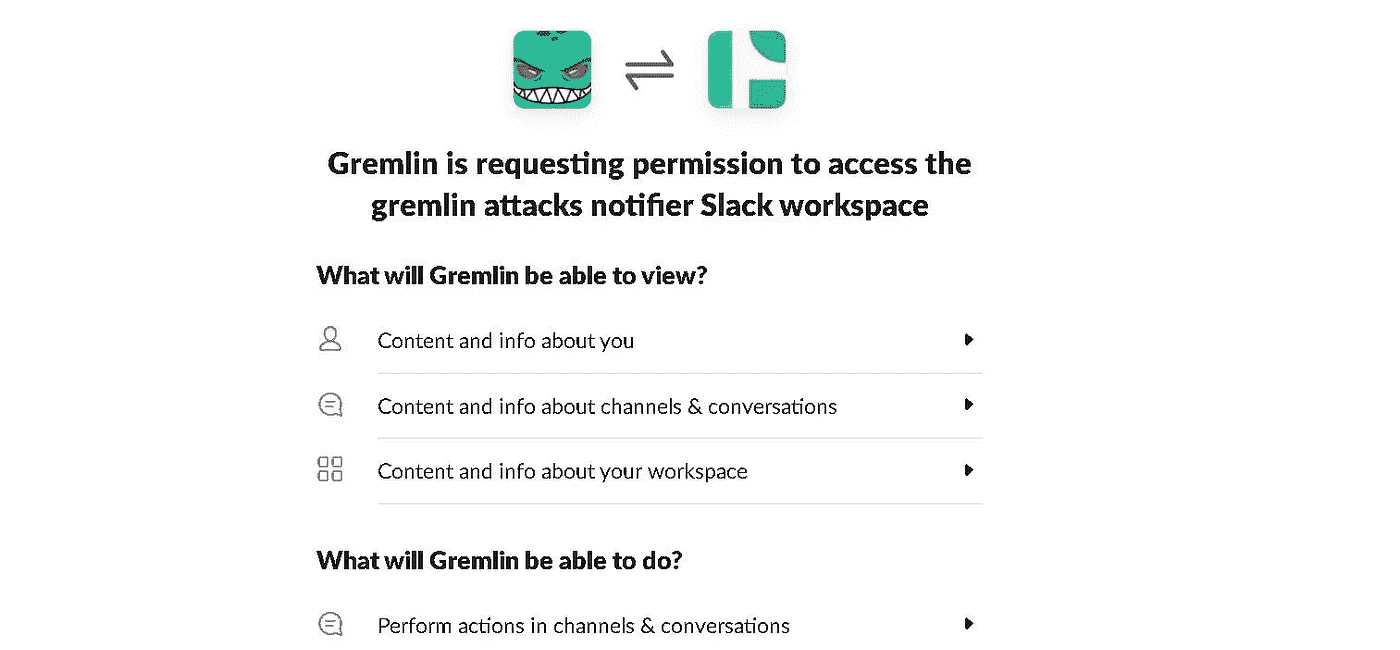 Gremlin is requesting permission to access the
gremlin attacks notifier Slack workspace
What will Gremlin be able to view?
Content and info about you
Content and info about channels & conversations
Content and info about your workspace
What will Gremlin be able to do?
Perform actions in channels & conversations